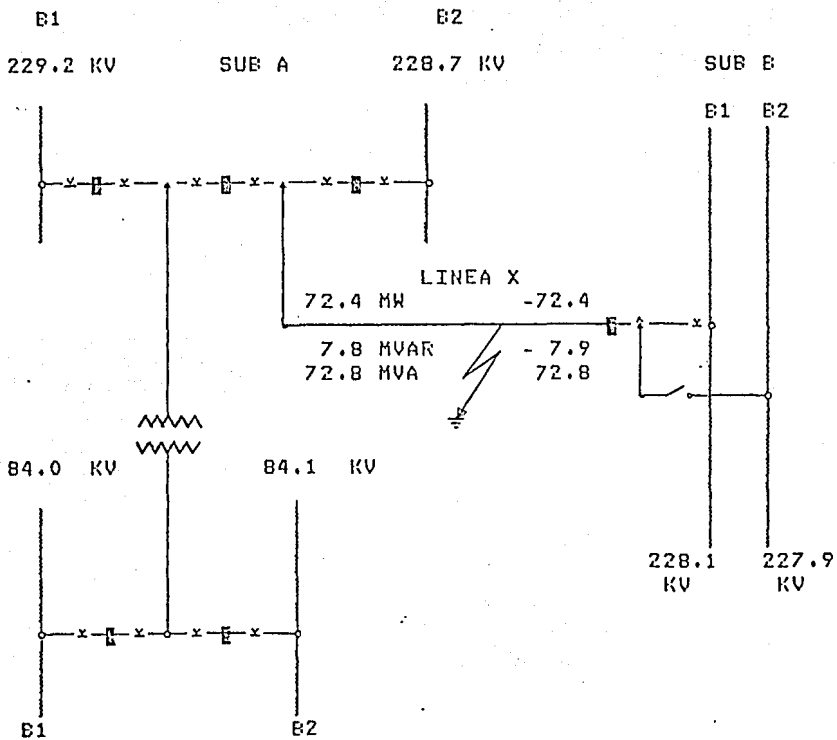 B1 B2
229.2 KV SUB A 228.7 KV SUB B
B1 B2
LINEA X
72.4 MW -72.4
7.8 MVAR - 7.9
72.8 MVA 72.8
84.0 KV 84.1 KV
228.1 227.9
KV KV
B1 B2